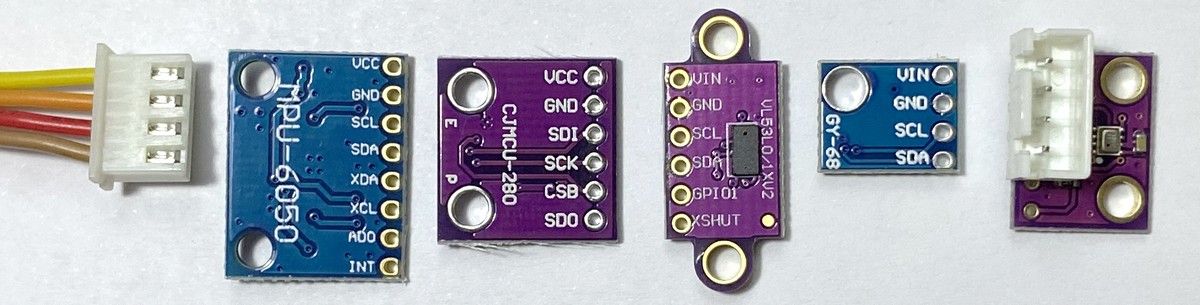 VCC
GND
SCL
SDA
XDA
XCL
ADO
INT
MPU-6050
VCC
GND
SDI
SCK
CSB
SDO
CJMCU-280
E
P
VIN
GND
SCL
SDA
GPIO1
XSHUT
VL53L0/1XV2
VIN
GND
SCL
SDA
GY-68